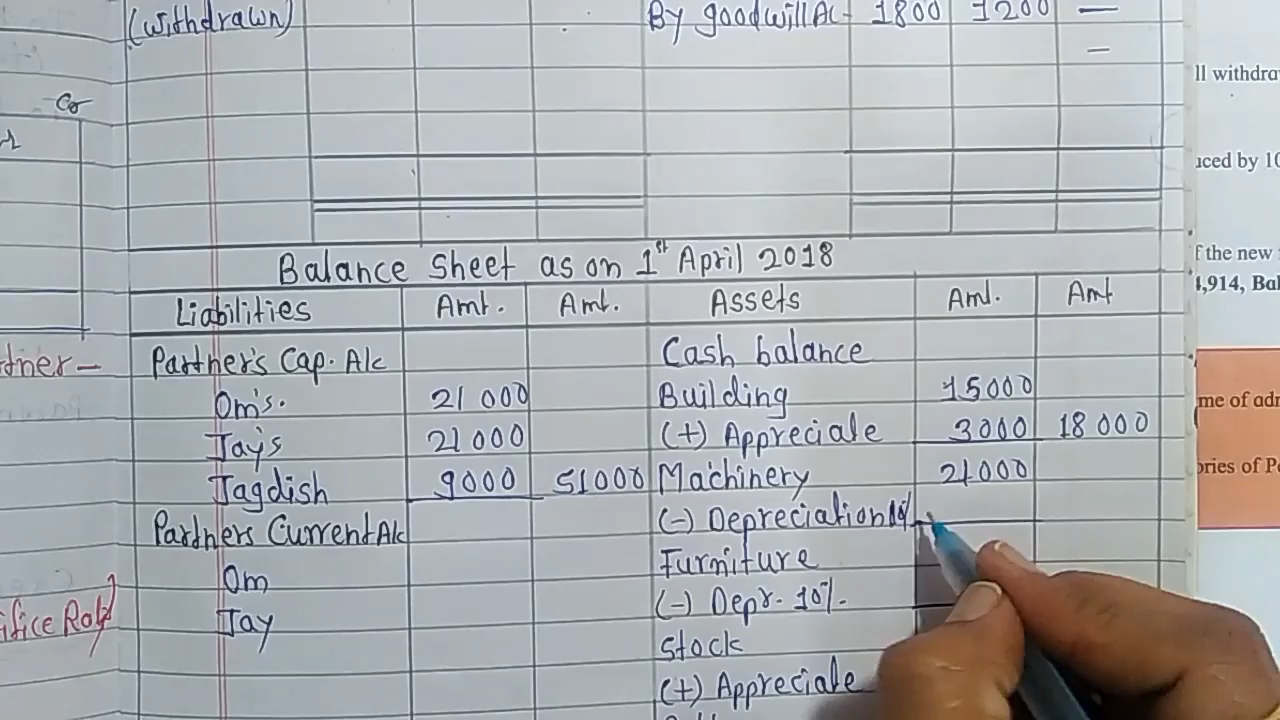 (withdrawn) By goodwill A/c 1800 1200 —
—
ll withdra
Cr
uced by 10
Balance Sheet as on 1st April 2018
f the new
Liabilities Amt. Amt. Assets Amt. Amt
4,914, Bal
rtner— Partner's Cap. A/c Cash balance
Om's. 21000 Building 15000
me of adm
Jay's 21000 (+) Appreciate 3000 18000
Jagdish 9000 51000 Machinery 21000
ories of P
Partners Current A/c (-) Depreciation 10%
Om Furniture
ifice Ratio Jay (-) Depr. 10%.
Stock
(+) Appreciate